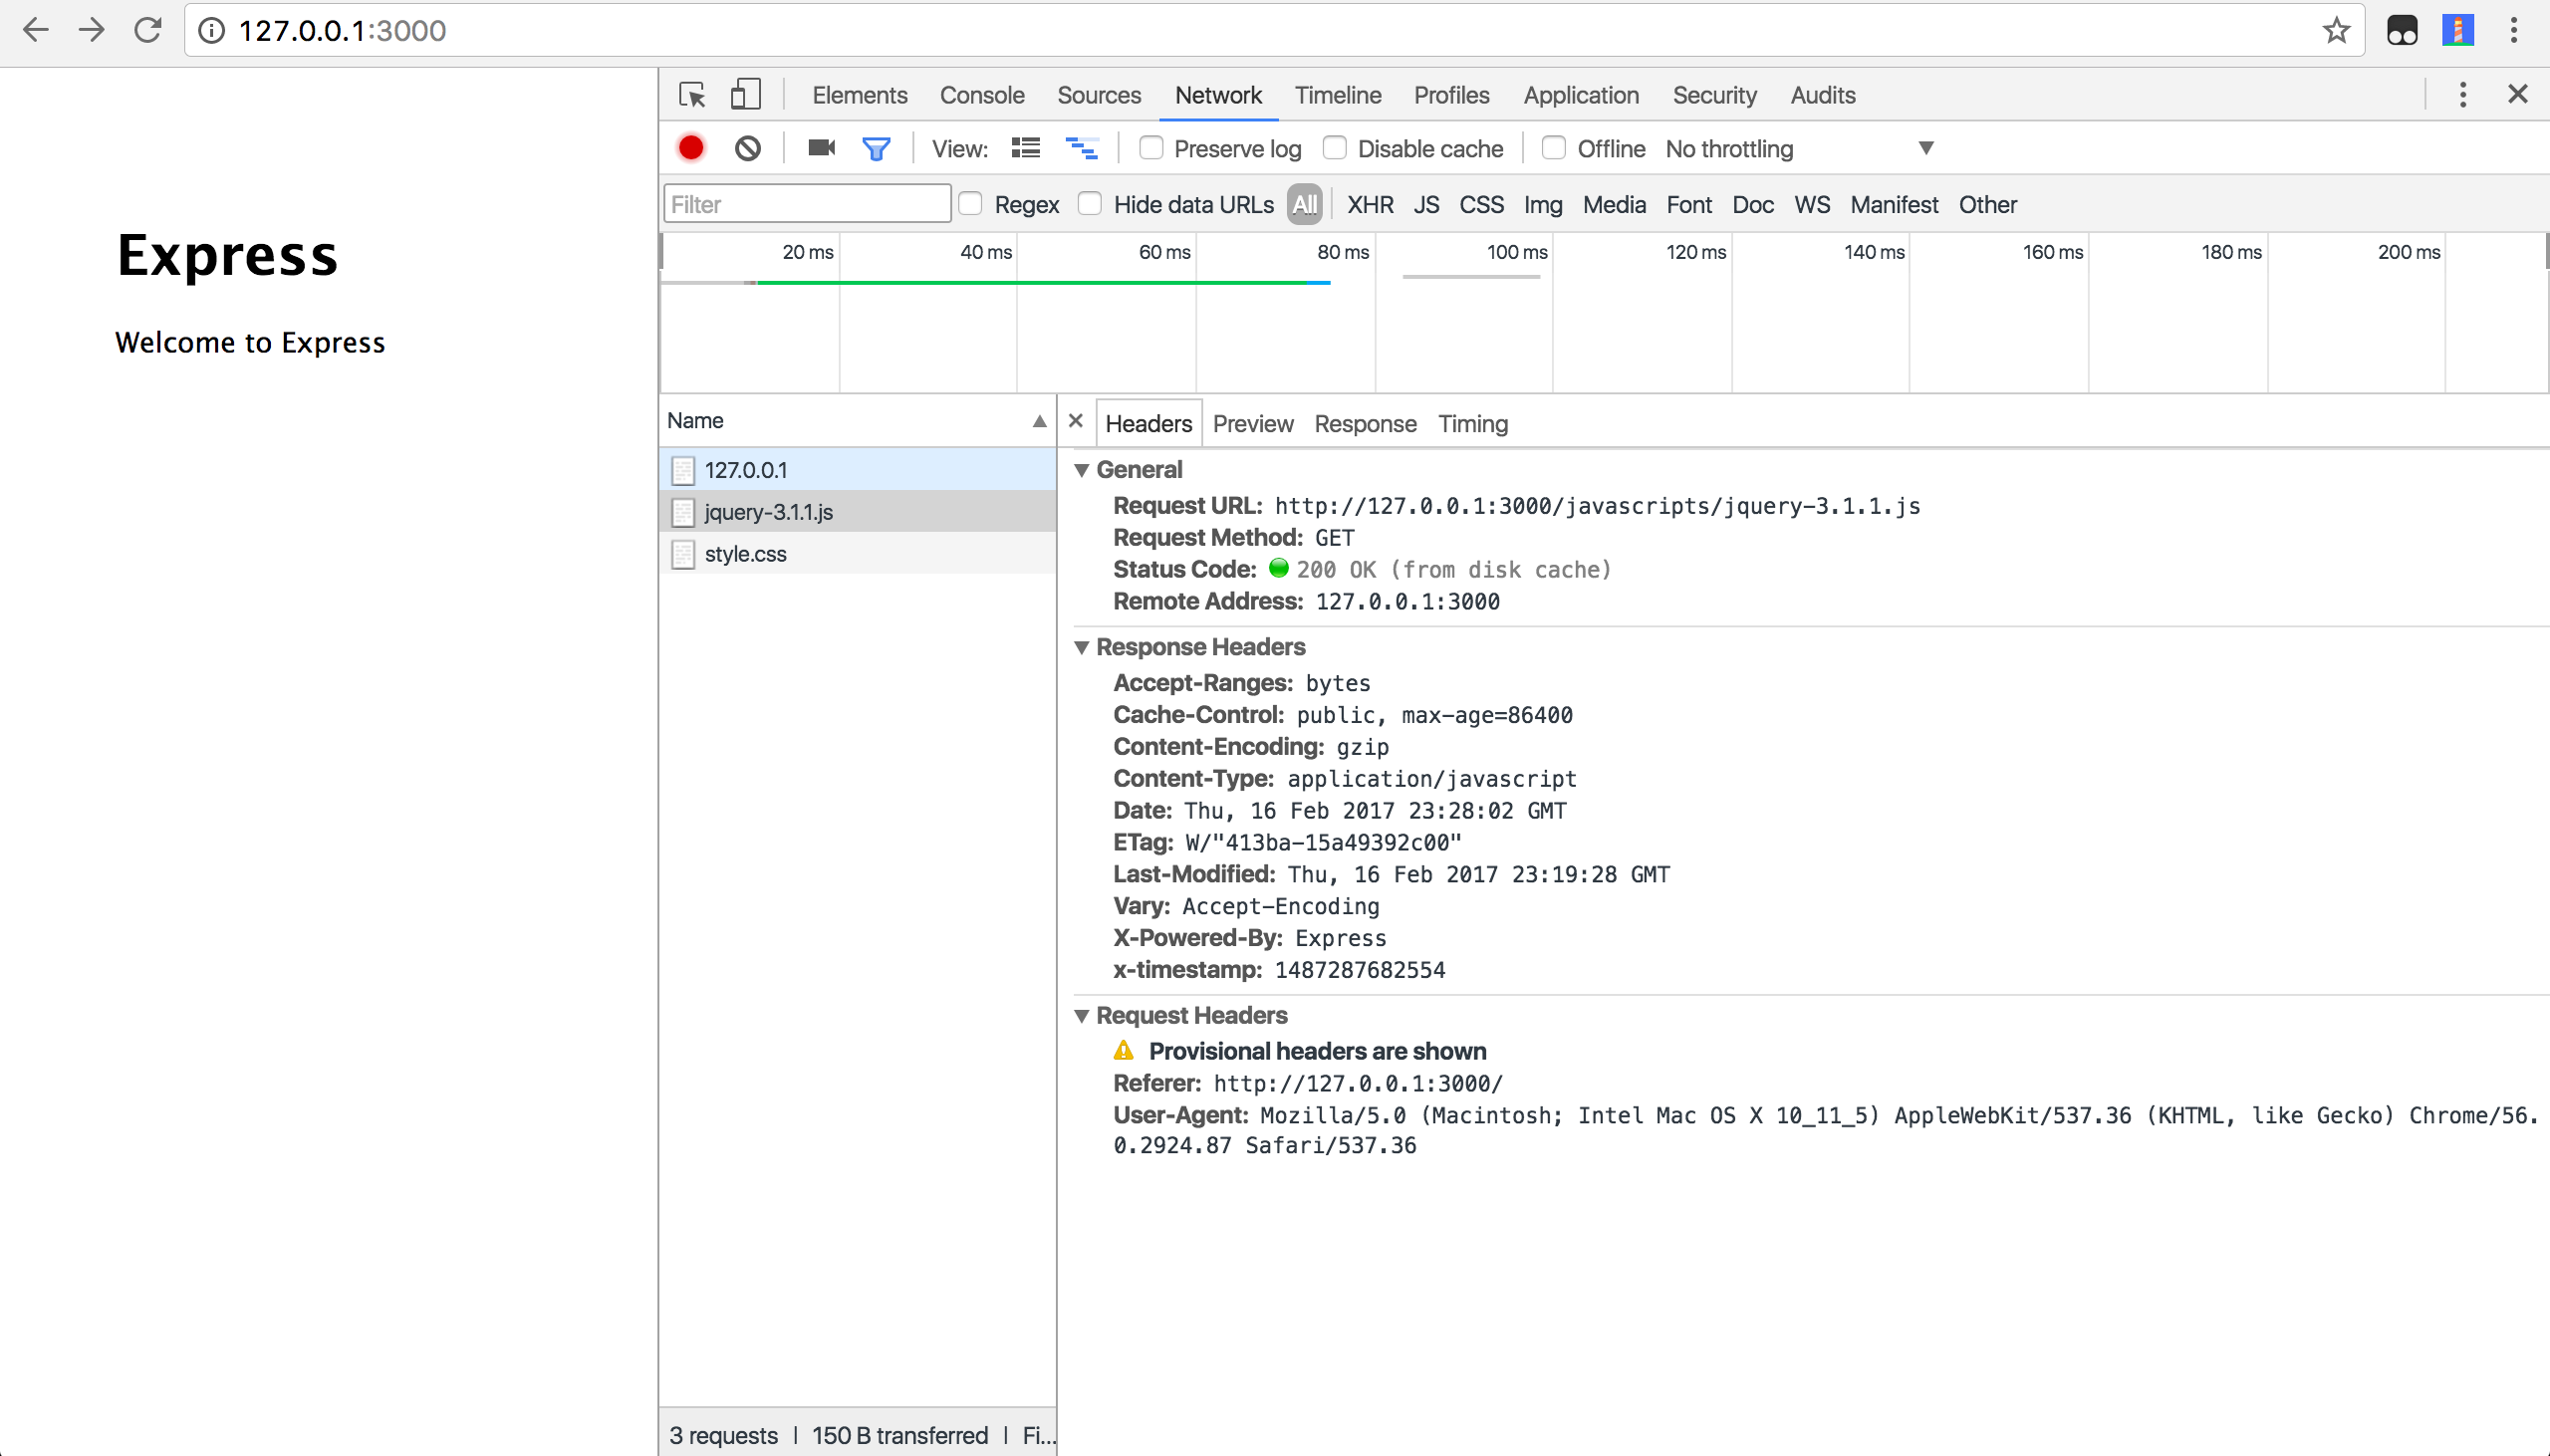 127.0.0.1:3000
Express
Welcome to Express
Elements Console Sources Network Timeline Profiles Application Security Audits
View: Preserve log Disable cache Offline No throttling
Filter Regex Hide data URLs All XHR JS CSS Img Media Font Doc WS Manifest Other
20 ms 40 ms 60 ms 80 ms 100 ms 120 ms 140 ms 160 ms 180 ms 200 ms
Name
127.0.0.1
jquery-3.1.1.js
style.css
3 requests | 150 B transferred | Fi...
Headers Preview Response Timing
General
Request URL: http://127.0.0.1:3000/javascripts/jquery-3.1.1.js
Request Method: GET
Status Code: 200 OK (from disk cache)
Remote Address: 127.0.0.1:3000
Response Headers
Accept-Ranges: bytes
Cache-Control: public, max-age=86400
Content-Encoding: gzip
Content-Type: application/javascript
Date: Thu, 16 Feb 2017 23:28:02 GMT
ETag: W/"413ba-15a49392c00"
Last-Modified: Thu, 16 Feb 2017 23:19:28 GMT
Vary: Accept-Encoding
X-Powered-By: Express
x-timestamp: 1487287682554
Request Headers
Provisional headers are shown
Referer: http://127.0.0.1:3000/
User-Agent: Mozilla/5.0 (Macintosh; Intel Mac OS X 10_11_5) AppleWebKit/537.36 (KHTML, like Gecko) Chrome/56.
0.2924.87 Safari/537.36